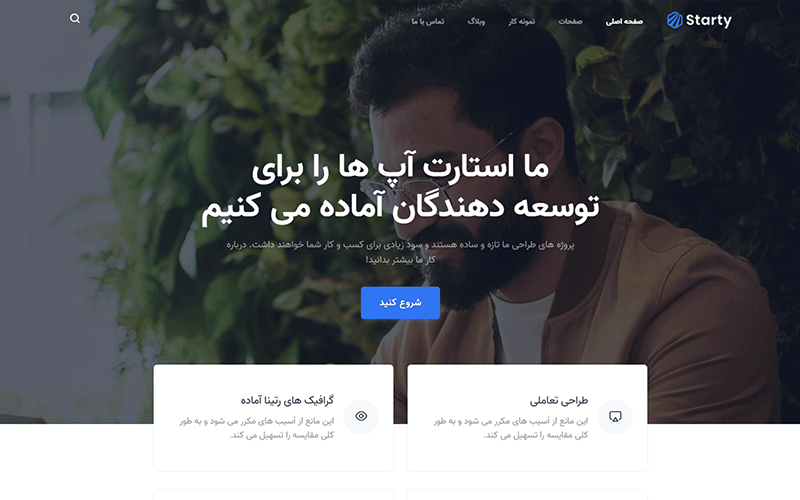 Starty
صفحه اصلی
صفحات
نمونه کار
وبلاگ
تماس با ما
ما استارت آپ ها را برای
توسعه دهندگان آماده می کنیم
پروژه های طراحی ما تازه و ساده هستند و سود زیادی برای کسب و کار شما خواهند داشت. درباره
کار ما بیشتر بدانید!
شروع کنید
طراحی تعاملی
این مانع از آسیب های مکرر می شود و به طور
کلی مقایسه را تسهیل می کند.
گرافیک های رتینا آماده
این مانع از آسیب های مکرر می شود و به طور
کلی مقایسه را تسهیل می کند.